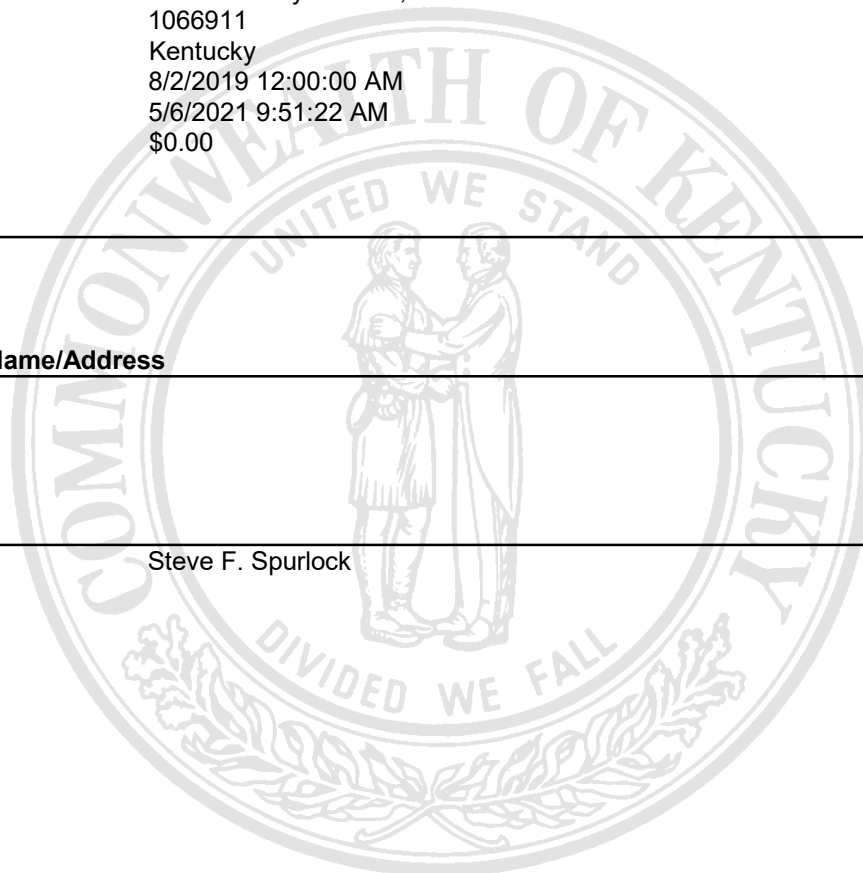 1066911
Kentucky
8/2/2019 12:00:00 AM
5/6/2021 9:51:22 AM
$0.00
ame/Address
Steve F. Spurlock
COMMONWEALTH OF KENTUCKY
UNITED WE STAND
DIVIDED WE FALL